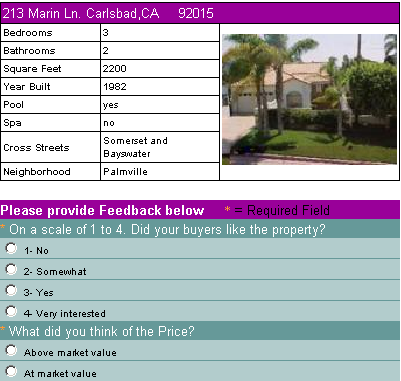 213 Marin Ln. Carlsbad,CA 92015
Bedrooms 3
Bathrooms 2
Square Feet 2200
Year Built 1982
Pool yes
Spa no
Cross Streets Somerset and Bayswater
Neighborhood Palmville
Please provide Feedback below * = Required Field
* On a scale of 1 to 4. Did your buyers like the property?
1- No
2- Somewhat
3- Yes
4- Very interested
* What did you think of the Price?
Above market value
At market value